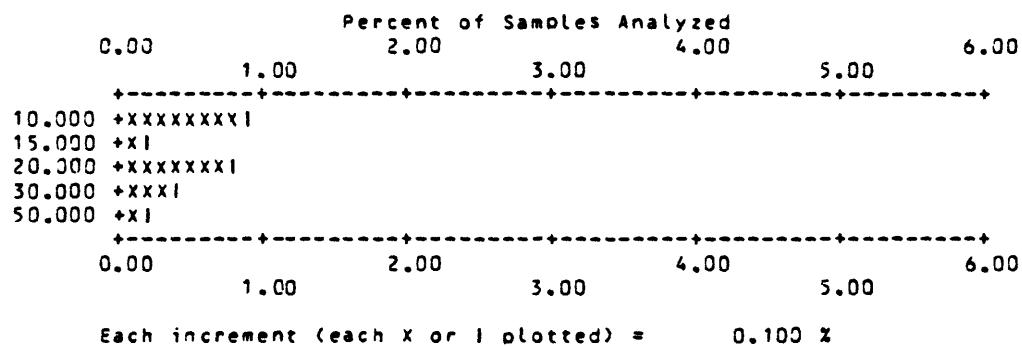 Percent of Samples Analyzed
0.00 2.00 4.00 6.00
1.00 3.00 5.00
+---------+---------+---------+---------+---------+---------+
10.000 +XXXXXXXXI
15.000 +XI
20.000 +XXXXXXXI
30.000 +XXXI
50.000 +XI
+---------+---------+---------+---------+---------+---------+
0.00 2.00 4.00 6.00
1.00 3.00 5.00
Each increment (each X or I plotted) = 0.100 %